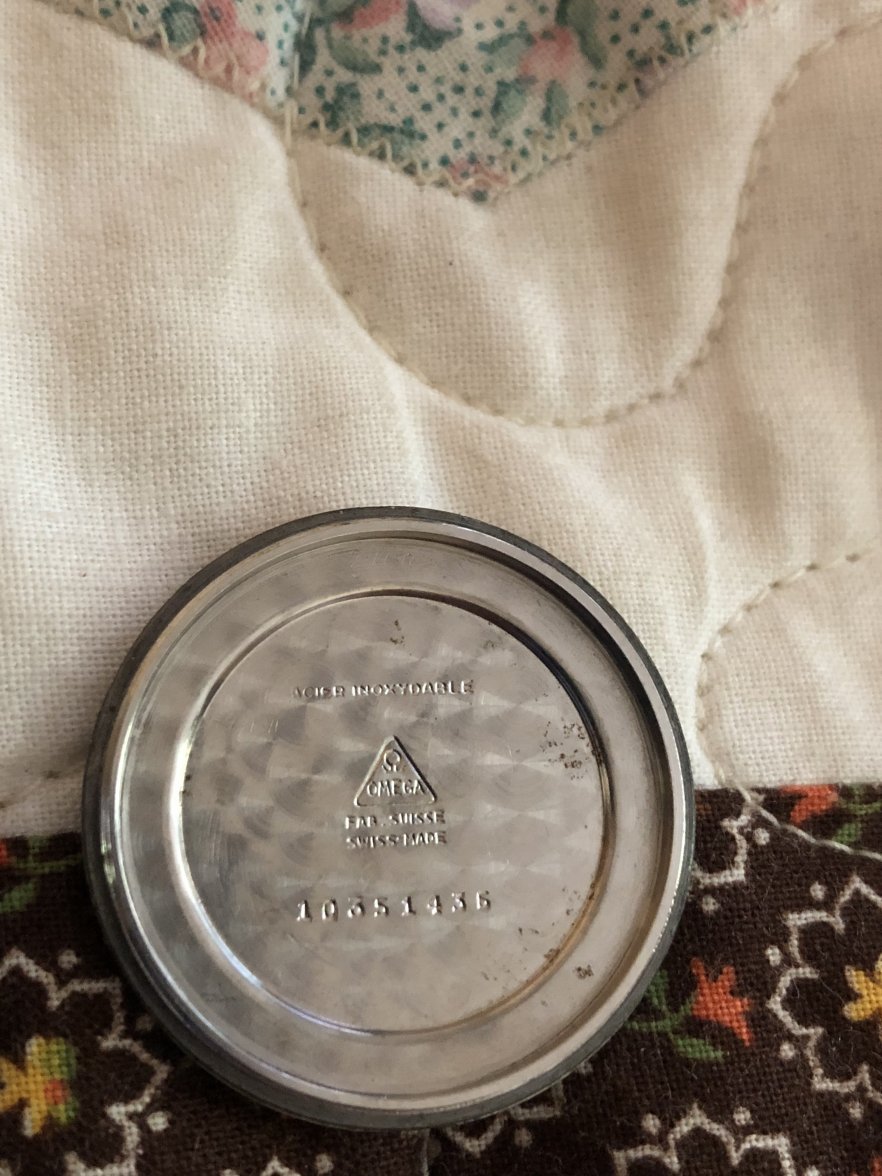 ACIER INOXYDABLE
Ω
OMEGA
FAB. SUISSE
SWISS MADE
10351436